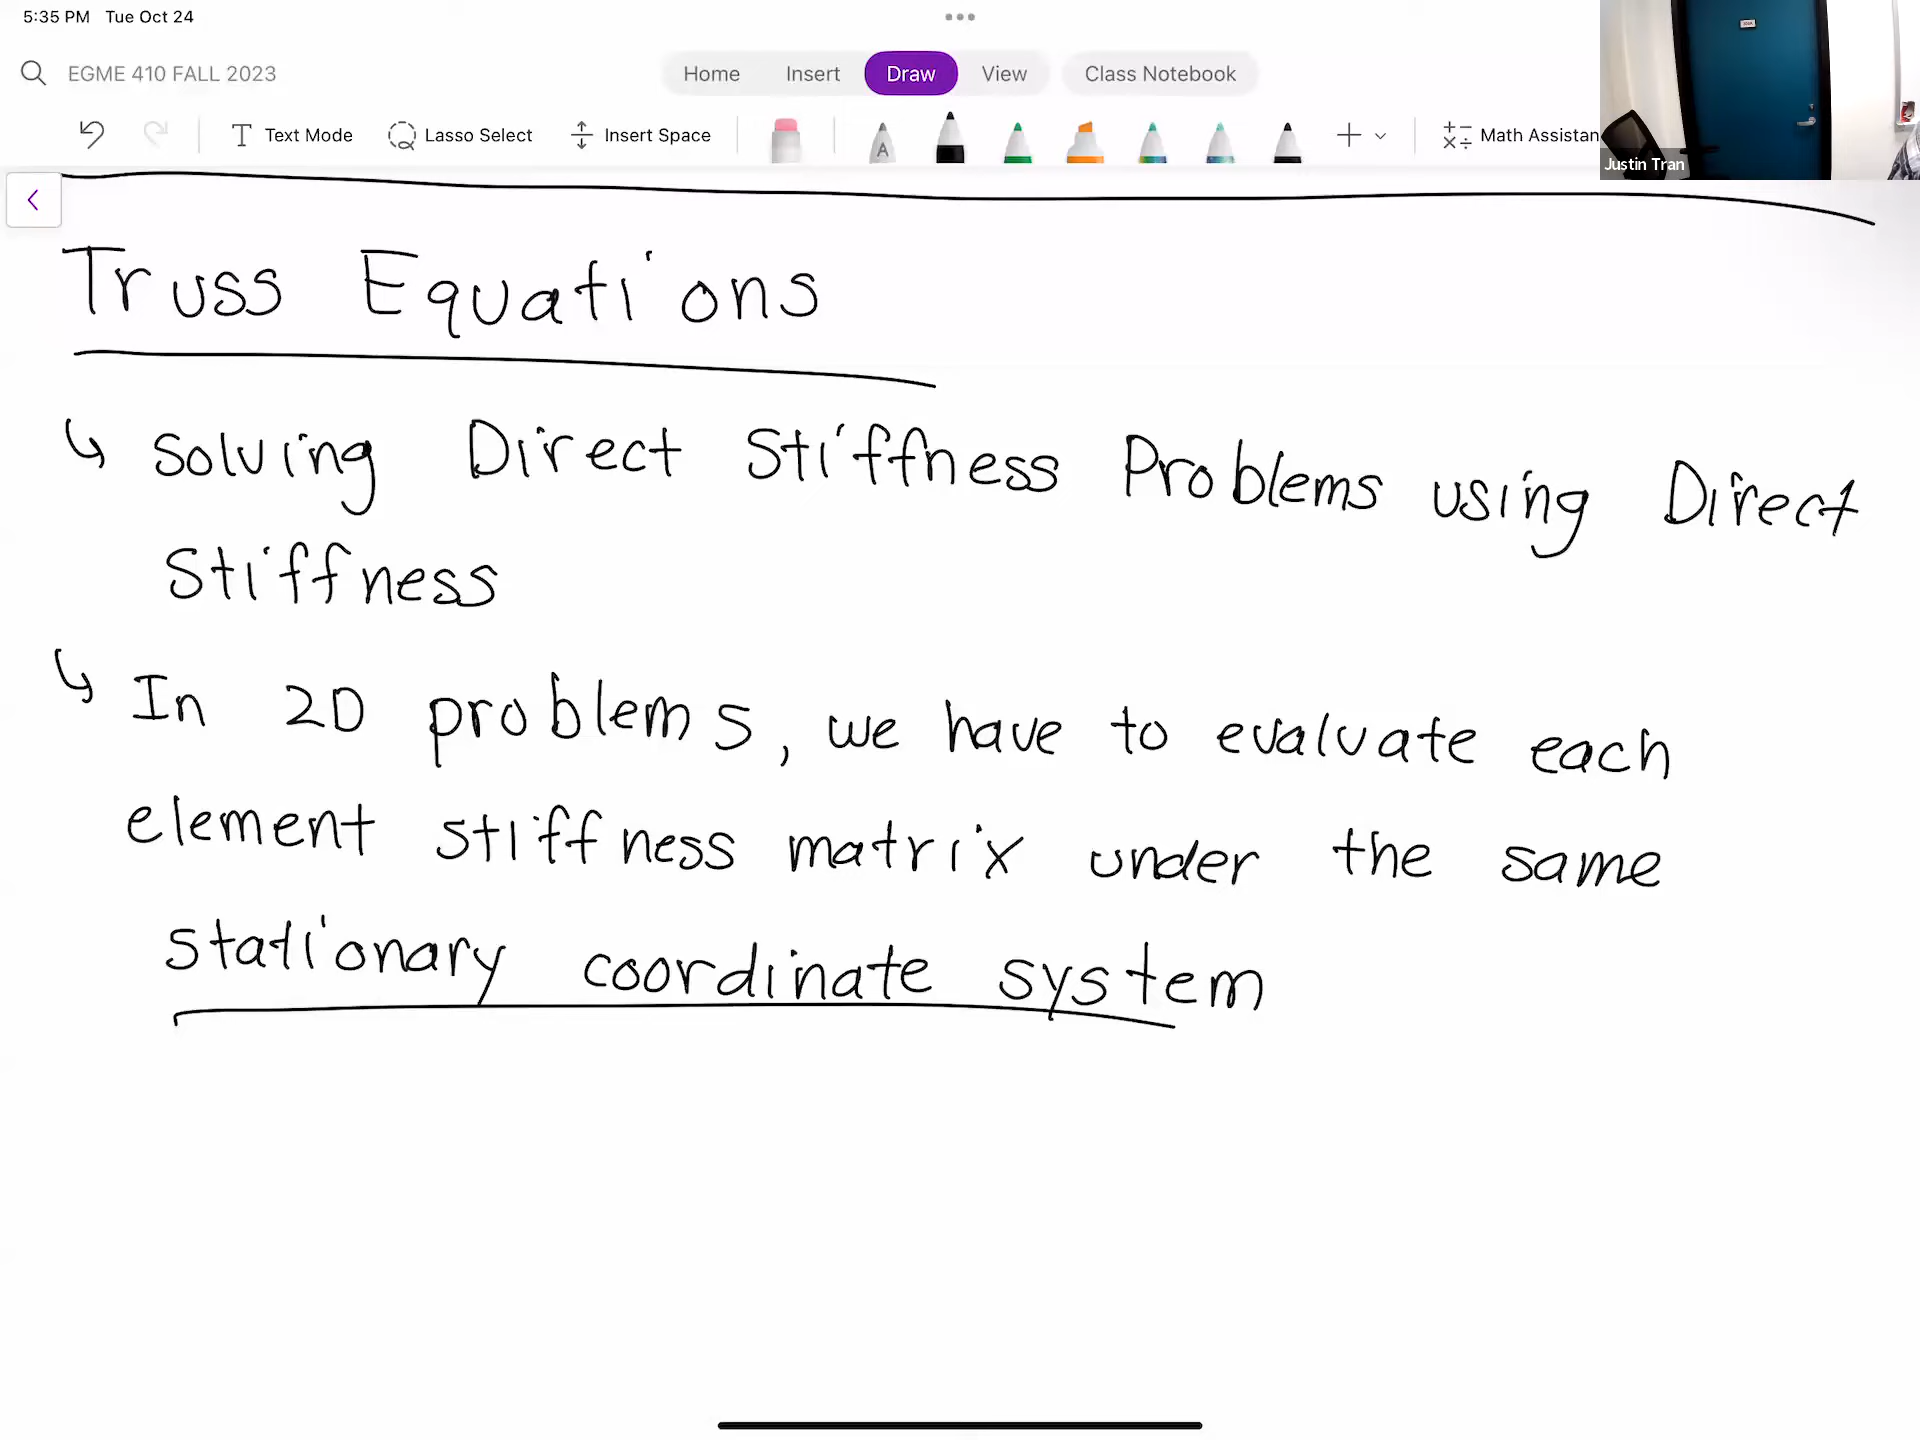 5:35 PM Tue Oct 24
EGME 410 FALL 2023
Home Insert Draw View Class Notebook
Text Mode Lasso Select Insert Space A Math Assistan
Justin Tran
Truss Equations
↳ Solving Direct Stiffness Problems using Direct
Stiffness
↳ In 2D problems, we have to evaluate each
element stiffness matrix under the same
stationary coordinate system